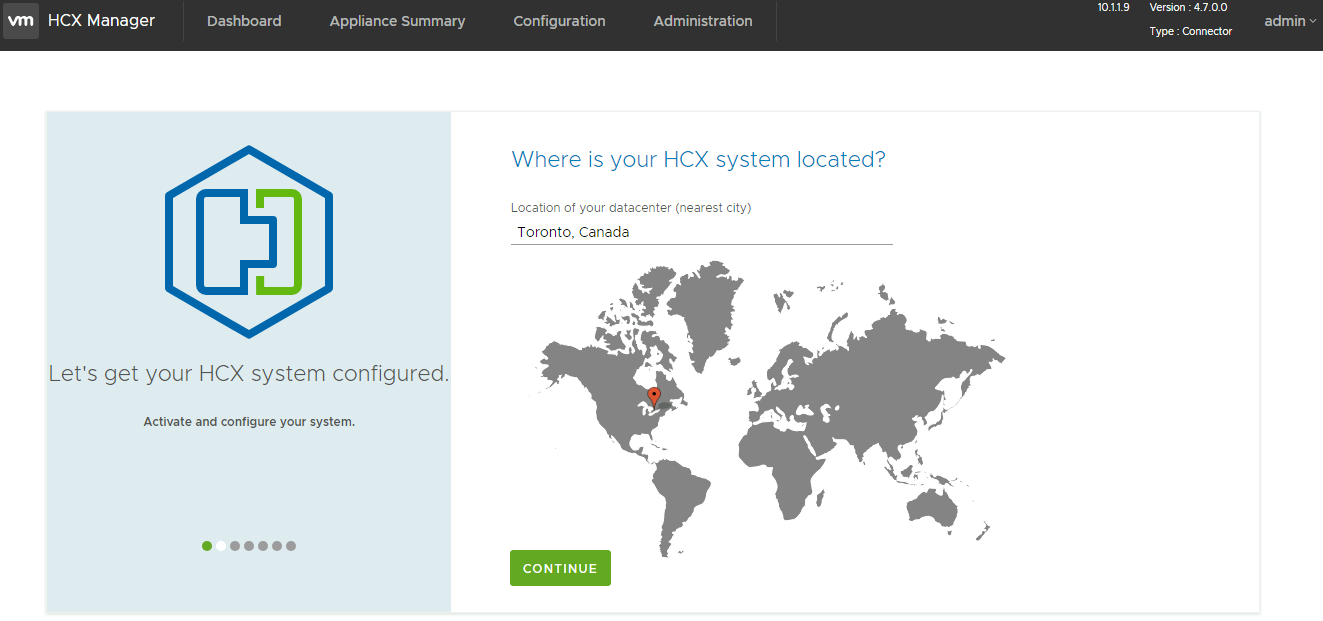 vm HCX Manager Dashboard Appliance Summary Configuration Administration 10.1.1.9 Version : 4.7.0.0 admin
Type : Connector
Where is your HCX system located?
Location of your datacenter (nearest city)
Toronto, Canada
Let's get your HCX system configured.
Activate and configure your system.
CONTINUE